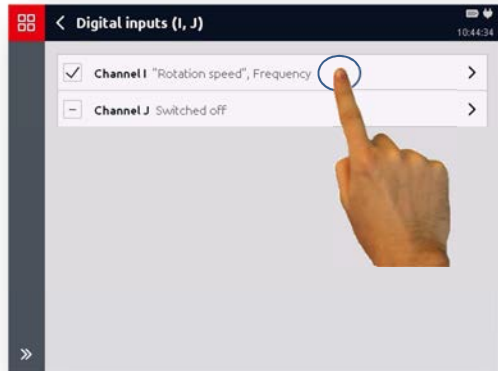 Digital inputs (I, J)
10:44:34
Channel I "Rotation speed", Frequency
Channel J Switched off